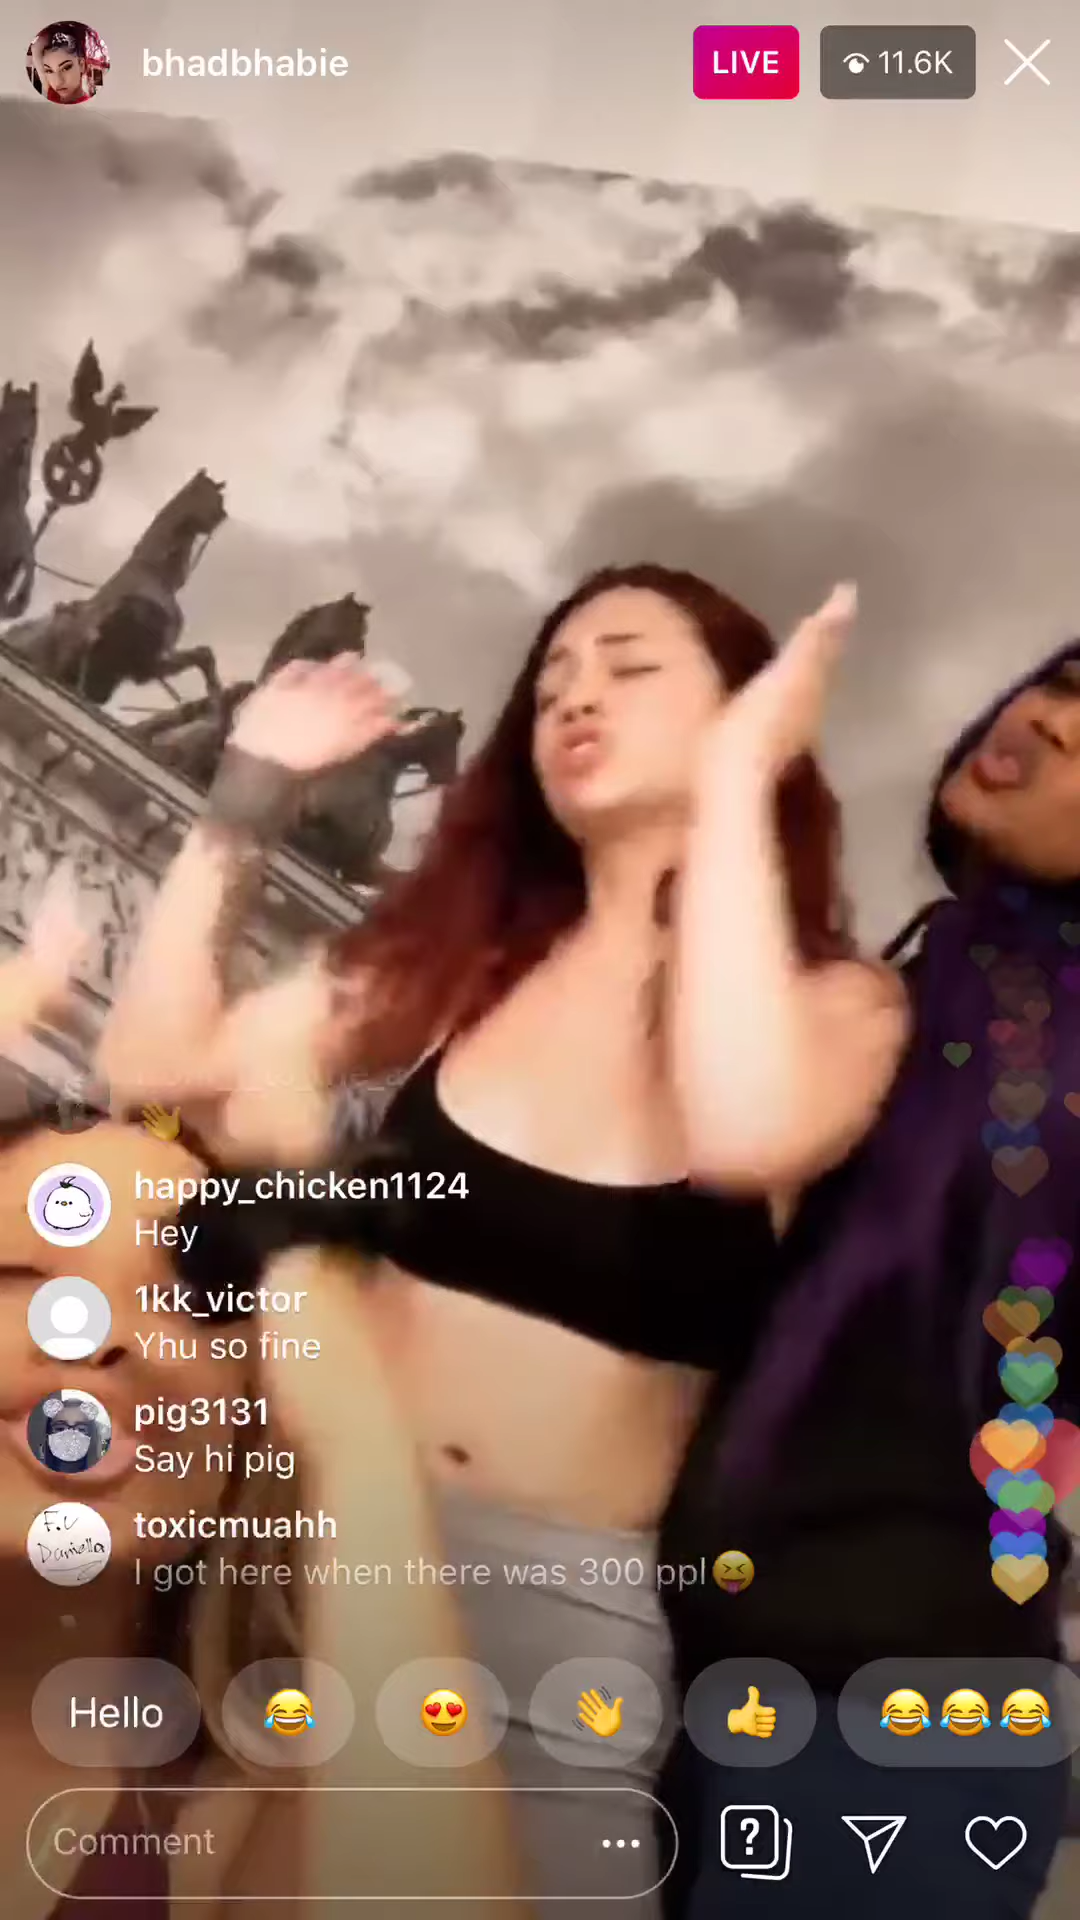 bhadbhabie
LIVE
11.6K
happy_chicken1124
Hey
1kk_victor
Yhu so fine
pig3131
Say hi pig
F.U
Daniella
toxicmuahh
I got here when there was 300 ppl😝
Hello
😂
😍
👋
👍
😂😂😂
Comment
?